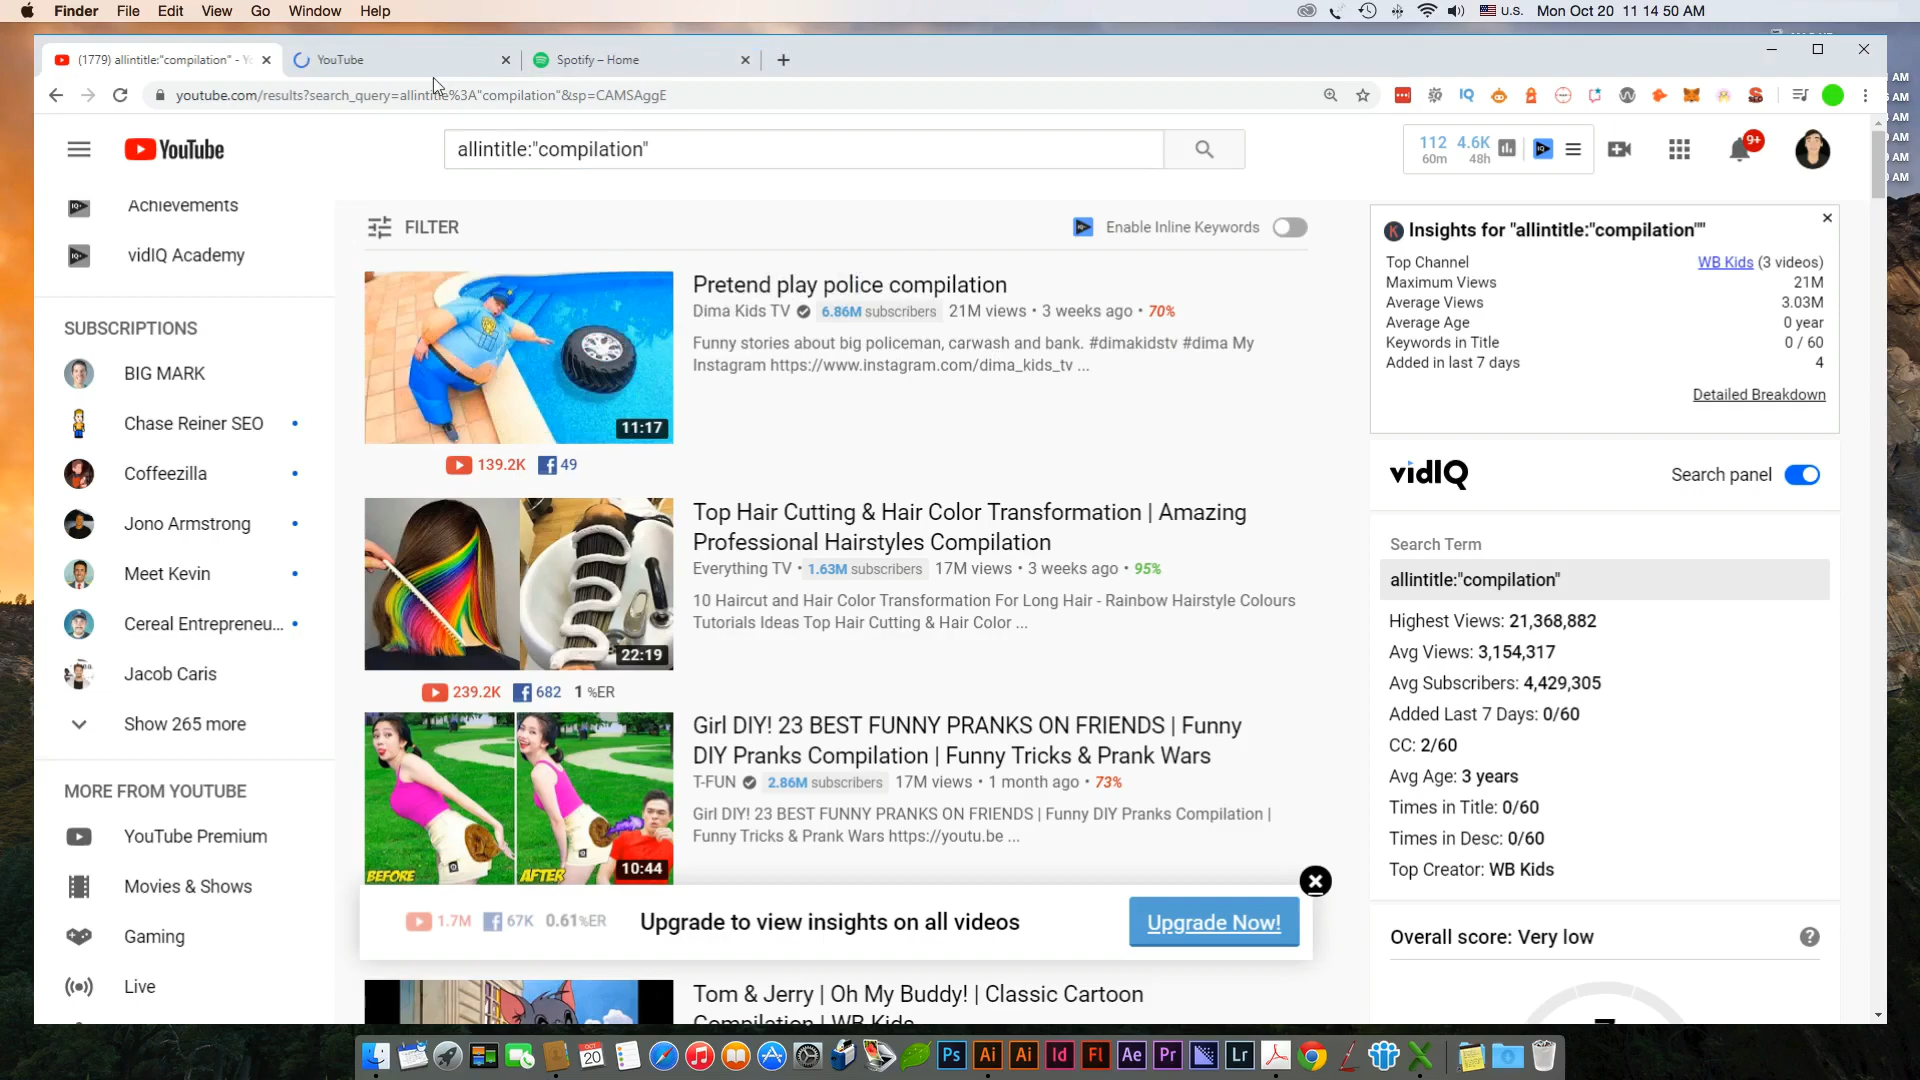 Finder File Edit View Go Window Help
U.S. Mon Oct 20 11 14 50 AM
(1779) allintitle:"compilation" - Yo
YouTube
Spotify – Home
youtube.com/results?search_query=allintitle%3A"compilation"&sp=CAMSAggE
YouTube
allintitle:"compilation"
112 4.6K
60m 48h
9+
Achievements
vidIQ Academy
SUBSCRIPTIONS
BIG MARK
Chase Reiner SEO
Coffeezilla
Jono Armstrong
Meet Kevin
Cereal Entrepreneu...
Jacob Caris
Show 265 more
MORE FROM YOUTUBE
YouTube Premium
Movies & Shows
Gaming
Live
FILTER
Enable Inline Keywords
Pretend play police compilation
Dima Kids TV 6.86M subscribers 21M views • 3 weeks ago • 70%
Funny stories about big policeman, carwash and bank. #dimakidstv #dima My
Instagram https://www.instagram.com/dima_kids_tv ...
11:17
139.2K 49
Top Hair Cutting & Hair Color Transformation | Amazing
Professional Hairstyles Compilation
Everything TV • 1.63M subscribers 17M views • 3 weeks ago • 95%
10 Haircut and Hair Color Transformation For Long Hair - Rainbow Hairstyle Colours
Tutorials Ideas Top Hair Cutting & Hair Color ...
22:19
239.2K 682 1 %ER
Girl DIY! 23 BEST FUNNY PRANKS ON FRIENDS | Funny
DIY Pranks Compilation | Funny Tricks & Prank Wars
T-FUN 2.86M subscribers 17M views • 1 month ago • 73%
Girl DIY! 23 BEST FUNNY PRANKS ON FRIENDS | Funny DIY Pranks Compilation |
Funny Tricks & Prank Wars https://youtu.be ...
BEFORE AFTER 10:44
1.7M 67K 0.61%ER
Upgrade to view insights on all videos
Upgrade Now!
Tom & Jerry | Oh My Buddy! | Classic Cartoon
Compilation | WB Kids
Insights for "allintitle:"compilation""
Top Channel WB Kids (3 videos)
Maximum Views 21M
Average Views 3.03M
Average Age 0 year
Keywords in Title 0 / 60
Added in last 7 days 4
Detailed Breakdown
vidIQ
Search panel
Search Term
allintitle:"compilation"
Highest Views: 21,368,882
Avg Views: 3,154,317
Avg Subscribers: 4,429,305
Added Last 7 Days: 0/60
CC: 2/60
Avg Age: 3 years
Times in Title: 0/60
Times in Desc: 0/60
Top Creator: WB Kids
Overall score: Very low
OCT
20
Ps Ai Ai Id Fl Ae Pr Lr